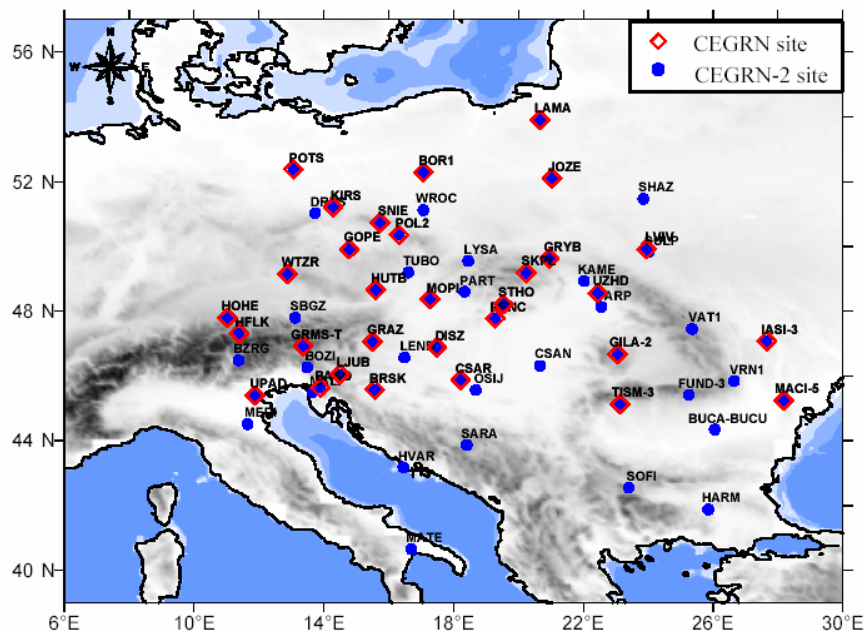 56 N
52 N
48 N
44 N
40 N
N
W
E
S
CEGRN site
CEGRN-2 site
LAMA
POTS
BOR1
JOZE
SHAZ
KIRS
WROC
SNIE
POL2
GOPE
LVIV
LYSA
GRYB
WTZR
TUBO
SKPL
KAME
HUTB
PART
UZHD
MOPI
STHO
HOHE
SBGZ
VAT1
HFLK
GRMS-T
GRAZ
DISZ
IASI-3
BZRG
BOZI
GILA-2
LJUB
CSAR
CSAN
VRN1
UPAD
BRSK
OSIJ
TISM-3
FUND-3
MACI-5
BUCA-BUCU
SARA
HVAR
SOFI
HARM
MATE
6°E
10°E
14°E
18°E
22°E
26°E
30°E